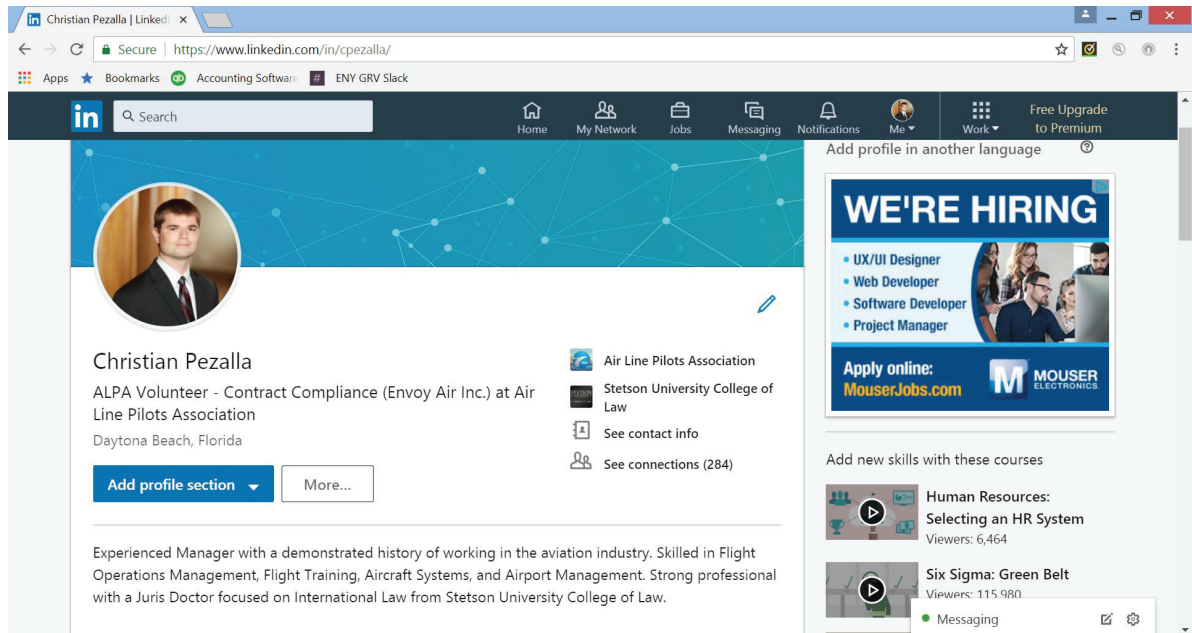 Christian Pezalla | LinkedI
Secure | https://www.linkedin.com/in/cpezalla/
Apps Bookmarks Accounting Software # ENY GRV Slack
in Search Home My Network Jobs Messaging Notifications Me Work Free Upgrade
to Premium
Add profile in another language
WE'RE HIRING
• UX/UI Designer
• Web Developer
• Software Developer
• Project Manager
Apply online:
MouserJobs.com
M MOUSER
ELECTRONICS
Christian Pezalla
ALPA Volunteer - Contract Compliance (Envoy Air Inc.) at Air
Line Pilots Association
Daytona Beach, Florida
Add profile section
More...
Air Line Pilots Association
Stetson University College of
Law
See contact info
See connections (284)
Experienced Manager with a demonstrated history of working in the aviation industry. Skilled in Flight
Operations Management, Flight Training, Aircraft Systems, and Airport Management. Strong professional
with a Juris Doctor focused on International Law from Stetson University College of Law.
Add new skills with these courses
Human Resources:
Selecting an HR System
Viewers: 6,464
Six Sigma: Green Belt
Viewers: 115,980
Messaging